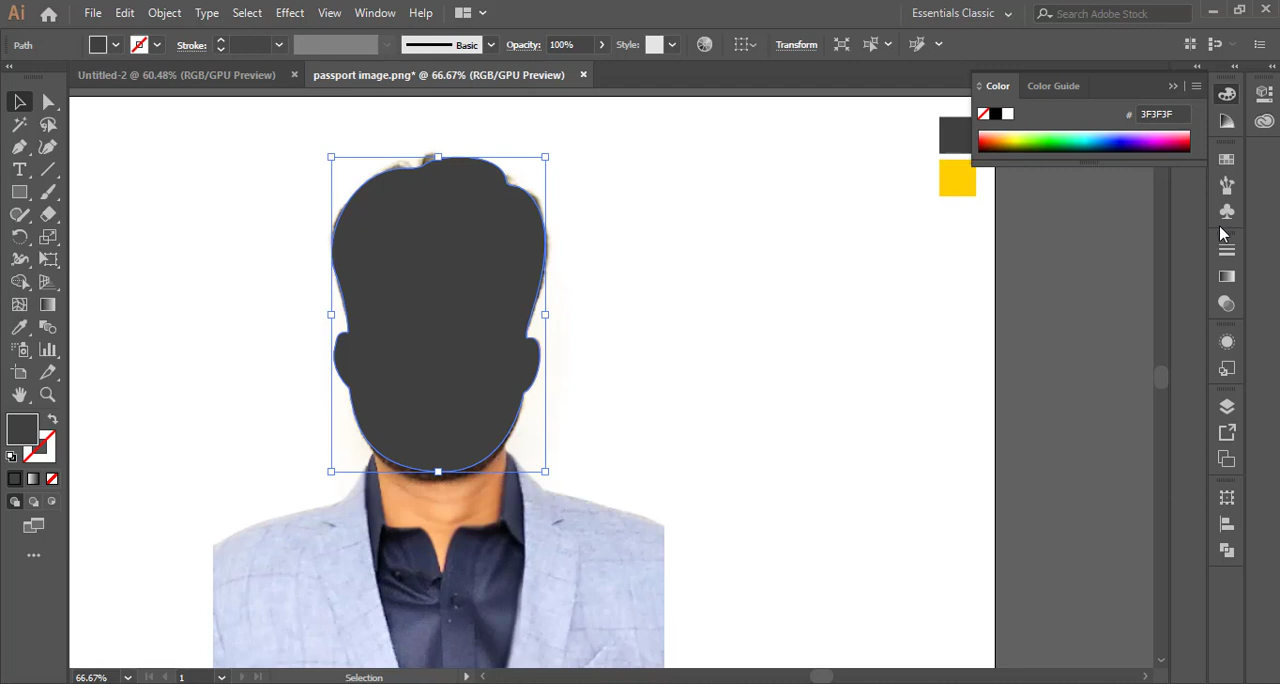 Ai File Edit Object Type Select Effect View Window Help Essentials Classic Search Adobe Stock
Path Stroke: Basic Opacity: 100% Style: Transform
Untitled-2 @ 60.48% (RGB/GPU Preview) × passport image.png* @ 66.67% (RGB/GPU Preview) ×
Color Color Guide
# 3F3F3F
66.67% 1 Selection